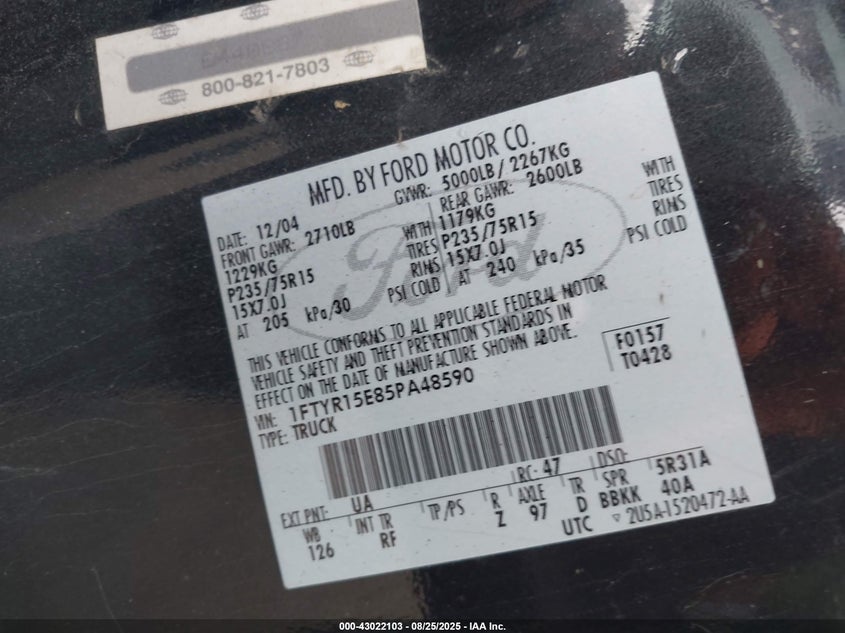 800-821-7803
MFD. BY FORD MOTOR CO.
DATE: 12/04 GVWR: 5000LB / 2267KG
FRONT GAWR: 2710LB REAR GAWR: 2600LB
1229KG WITH 1179KG WITH
P235/75R15 TIRES P235/75R15 TIRES
15X7.0J RIMS 15X7.0J RIMS
AT 205 kPa/30 PSI COLD AT 240 kPa/35 PSI COLD
THIS VEHICLE CONFORMS TO ALL APPLICABLE FEDERAL MOTOR
VEHICLE SAFETY AND THEFT PREVENTION STANDARDS IN
EFFECT ON THE DATE OF MANUFACTURE SHOWN ABOVE.
VIN: 1FTYR15E85PA48590
TYPE: TRUCK
F0157
T0428
EXT PNT: UA RC: 47 DSO:
WB INT TR TP/PS R AXLE TR SPR 5R31A
126 RF Z 97 D BBKK 40A
UTC 2U5A-1520472-AA
Ford
000-43022103 - 08/25/2025 - IAA Inc.